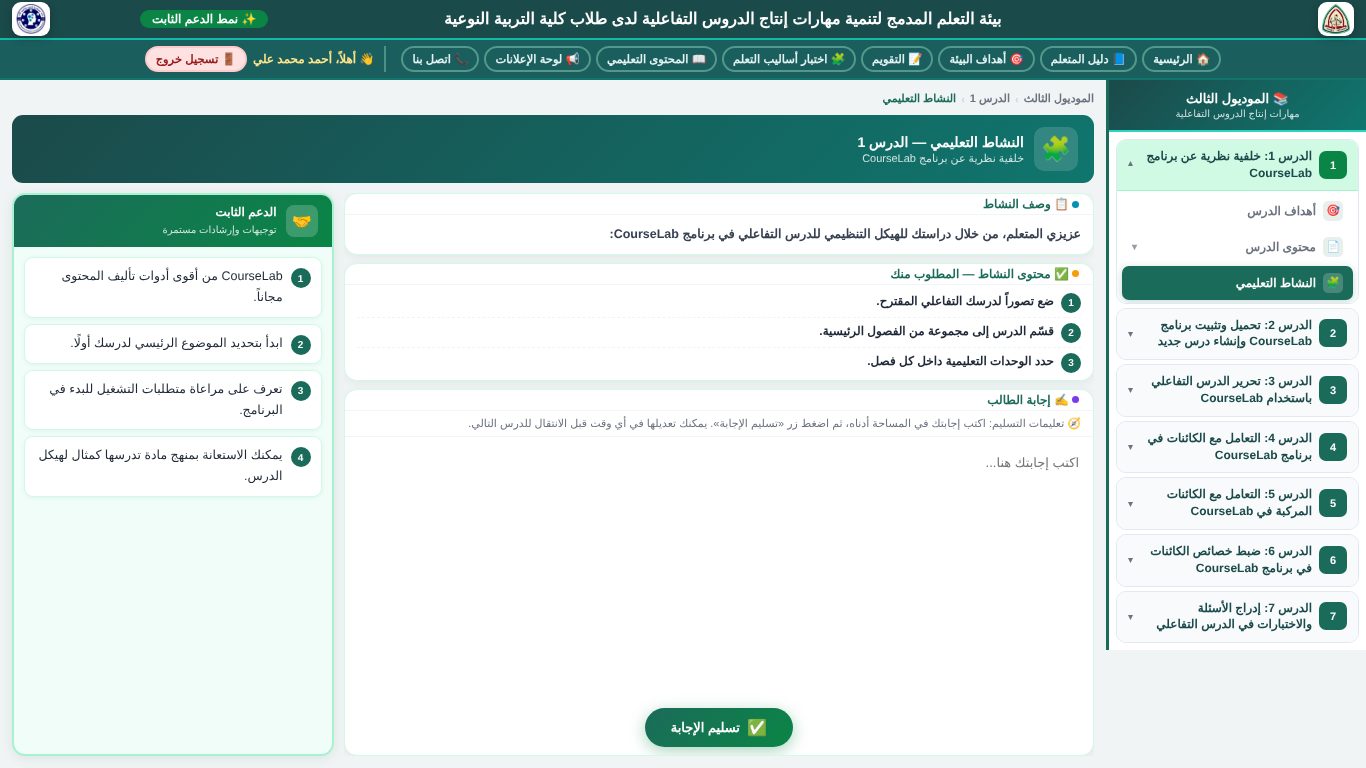 بيئة التعلم المدمج لتنمية مهارات إنتاج الدروس التفاعلية لدى طلاب كلية التربية النوعية
✨ نمط الدعم الثابت
🏠 الرئيسية
📘 دليل المتعلم
🎯 أهداف البيئة
📝 التقويم
🧩 اختبار أساليب التعلم
📖 المحتوى التعليمي
📢 لوحة الإعلانات
📞 اتصل بنا
👋 أهلاً، أحمد محمد علي
🚪 تسجيل خروج
📚 الموديول الثالث
مهارات إنتاج الدروس التفاعلية
1
الدرس 1: خلفية نظرية عن برنامج
CourseLab
🎯 أهداف الدرس
📄 محتوى الدرس
🧩 النشاط التعليمي
2
الدرس 2: تحميل وتثبيت برنامج
CourseLab وإنشاء درس جديد
3
الدرس 3: تحرير الدرس التفاعلي
باستخدام CourseLab
4
الدرس 4: التعامل مع الكائنات في
برنامج CourseLab
5
الدرس 5: التعامل مع الكائنات
المركبة في CourseLab
6
الدرس 6: ضبط خصائص الكائنات
في برنامج CourseLab
7
الدرس 7: إدراج الأسئلة
والاختبارات في الدرس التفاعلي
الموديول الثالث › الدرس 1 › النشاط التعليمي
النشاط التعليمي — الدرس 1
خلفية نظرية عن برنامج CourseLab
📋 وصف النشاط
عزيزي المتعلم، من خلال دراستك للهيكل التنظيمي للدرس التفاعلي في برنامج CourseLab:
✅ محتوى النشاط — المطلوب منك
1 ضع تصوراً لدرسك التفاعلي المقترح.
2 قسّم الدرس إلى مجموعة من الفصول الرئيسية.
3 حدد الوحدات التعليمية داخل كل فصل.
✍️ إجابة الطالب
🧭 تعليمات التسليم: اكتب إجابتك في المساحة أدناه، ثم اضغط زر «تسليم الإجابة». يمكنك تعديلها في أي وقت قبل الانتقال للدرس التالي.
اكتب إجابتك هنا...
✅ تسليم الإجابة
الدعم الثابت
توجيهات وإرشادات مستمرة
1 CourseLab من أقوى أدوات تأليف المحتوى
مجاناً.
2 ابدأ بتحديد الموضوع الرئيسي لدرسك أولًا.
3 تعرف على مراعاة متطلبات التشغيل للبدء في
البرنامج.
4 يمكنك الاستعانة بمنهج مادة تدرسها كمثال لهيكل
الدرس.